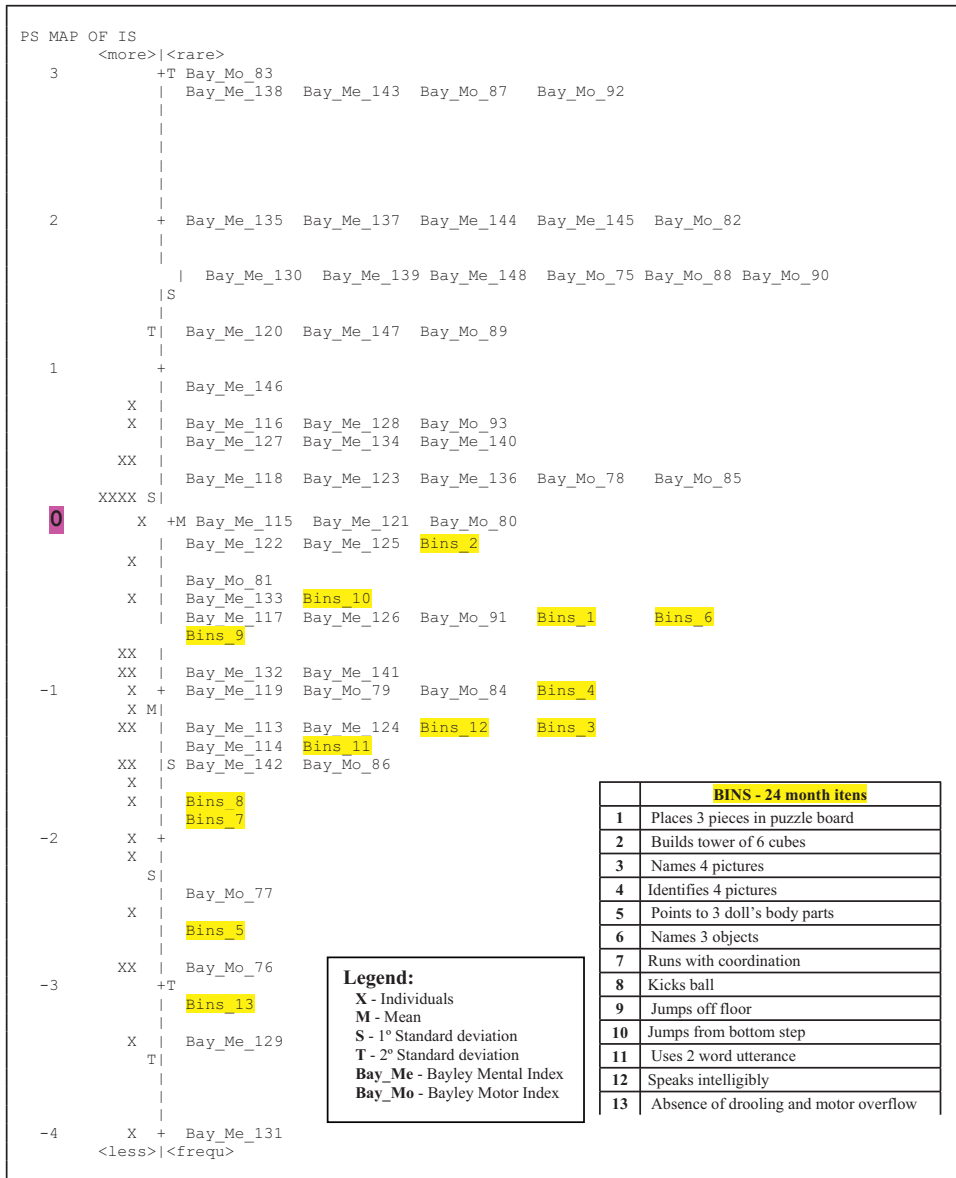 PS MAP OF IS
<more>|<rare>
3 +T Bay_Mo_83
| Bay_Me_138 Bay_Me_143 Bay_Mo_87 Bay_Mo_92
|
|
|
|
|
|
2 + Bay_Me_135 Bay_Me_137 Bay_Me_144 Bay_Me_145 Bay_Mo_82
|
|
| Bay_Me_130 Bay_Me_139 Bay_Me_148 Bay_Mo_75 Bay_Mo_88 Bay_Mo_90
|S
|
T| Bay_Me_120 Bay_Me_147 Bay_Mo_89
|
1 +
| Bay_Me_146
X |
X | Bay_Me_116 Bay_Me_128 Bay_Mo_93
| Bay_Me_127 Bay_Me_134 Bay_Me_140
XX |
| Bay_Me_118 Bay_Me_123 Bay_Me_136 Bay_Mo_78 Bay_Mo_85
XXXX S|
0 X +M Bay_Me_115 Bay_Me_121 Bay_Mo_80
| Bay_Me_122 Bay_Me_125 Bins_2
X |
| Bay_Mo_81
X | Bay_Me_133 Bins_10
| Bay_Me_117 Bay_Me_126 Bay_Mo_91 Bins_1 Bins_6
Bins_9
XX |
XX | Bay_Me_132 Bay_Me_141
-1 X + Bay_Me_119 Bay_Mo_79 Bay_Mo_84 Bins_4
X M|
XX | Bay_Me_113 Bay_Me_124 Bins_12 Bins_3
| Bay_Me_114 Bins_11
XX |S Bay_Me_142 Bay_Mo_86
X |
X | Bins_8
| Bins_7
-2 X +
X |
S|
| Bay_Mo_77
X |
| Bins_5
|
XX | Bay_Mo_76
-3 +T
| Bins_13
|
X | Bay_Me_129
T|
|
|
|
-4 X + Bay_Me_131
<less>|<frequ>
Legend:
X - Individuals
M - Mean
S - 1º Standard deviation
T - 2º Standard deviation
Bay_Me - Bayley Mental Index
Bay_Mo - Bayley Motor Index
BINS - 24 month itens
1 Places 3 pieces in puzzle board
2 Builds tower of 6 cubes
3 Names 4 pictures
4 Identifies 4 pictures
5 Points to 3 doll's body parts
6 Names 3 objects
7 Runs with coordination
8 Kicks ball
9 Jumps off floor
10 Jumps from bottom step
11 Uses 2 word utterance
12 Speaks intelligibly
13 Absence of drooling and motor overflow